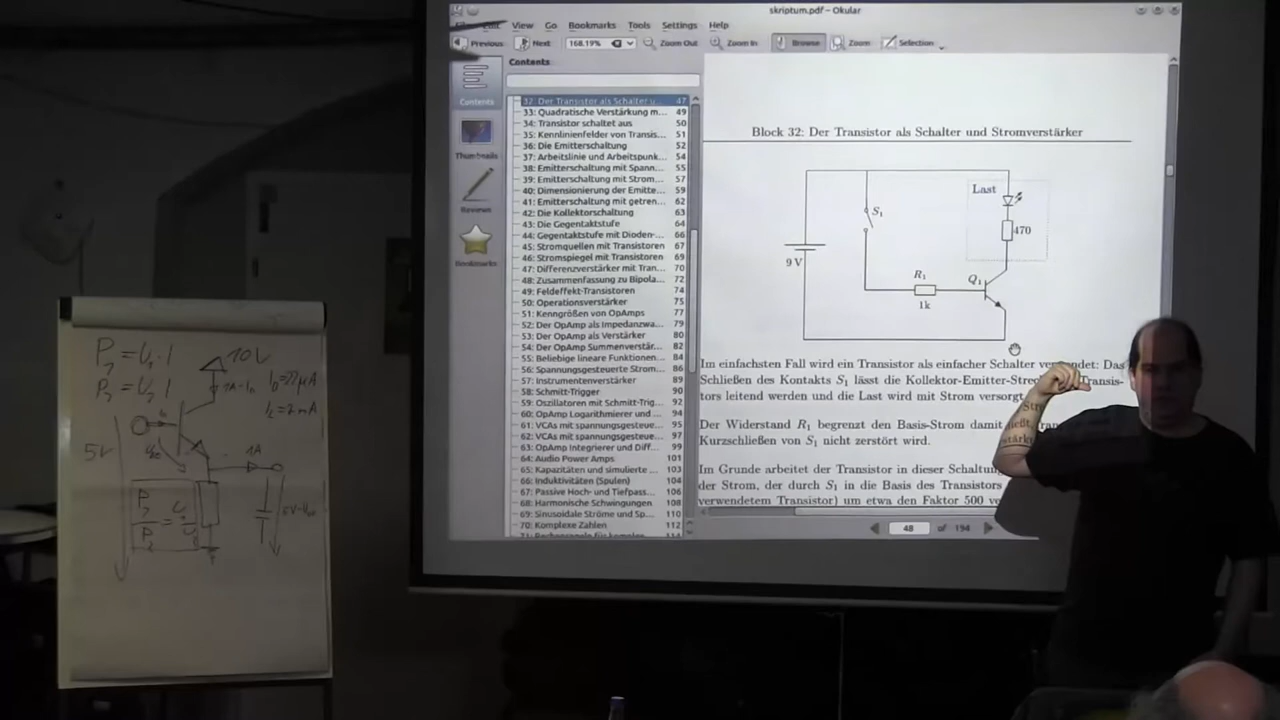 skriptum.pdf – Okular
View Go Bookmarks Tools Settings Help
Previous Next 168.19% Zoom Out Zoom In Browse Zoom Selection
Contents
Contents
Thumbnails
Reviews
Bookmarks
32: Der Transistor als Schalter u... 47
33: Quadratische Verstärkung m... 49
34: Transistor schaltet aus 50
35: Kennlinienfelder von Transis... 51
36: Die Emitterschaltung 52
37: Arbeitslinie und Arbeitspunk... 54
38: Emitterschaltung mit Spann... 55
39: Emitterschaltung mit Strom... 57
40: Dimensionierung der Emitte... 59
41: Emitterschaltung mit getren... 62
42: Die Kollektorschaltung 63
43: Die Gegentaktstufe 64
44: Gegentaktstufe mit Dioden-... 66
45: Stromquellen mit Transistoren 67
46: Stromspiegel mit Transistoren 69
47: Differenzverstärker mit Tran... 70
48: Zusammenfassung zu Bipola... 72
49: Feldeffekt-Transistoren 74
50: Operationsverstärker 75
51: Kenngrößen von OpAmps 77
52: Der OpAmp als Impedanzwa... 79
53: Der OpAmp als Verstärker 80
54: Der OpAmp Summenverstär... 82
55: Beliebige lineare Funktionen... 84
56: Spannungsgesteuerte Strom... 86
57: Instrumentenverstärker 89
58: Schmitt-Trigger 90
59: Oszillatoren mit Schmitt-Trig... 92
60: OpAmp Logarithmierer und ... 94
61: VCAs mit spannungsgesteue... 95
62: VCAs mit spannungsgesteue... 97
63: OpAmp Integrierer und Diff... 99
64: Audio Power Amps 101
65: Kapazitäten und simulierte ... 103
66: Induktivitäten (Spulen) 104
67: Passive Hoch- und Tiefpass... 106
68: Harmonische Schwingungen 108
69: Sinusoidale Ströme und Sp... 110
70: Komplexe Zahlen 112
Block 32: Der Transistor als Schalter und Stromverstärker
Last
S₁
470
9 V
R₁
1k
Q₁
Im einfachsten Fall wird ein Transistor als einfacher Schalter verwendet: Das
Schließen des Kontakts S₁ lässt die Kollektor-Emitter-Strec Transis-
tors leitend werden und die Last wird mit Strom versorgt
Der Widerstand R₁ begrenzt den Basis-Strom damit
Kurzschließen von S₁ nicht zerstört wird.
Im Grunde arbeitet der Transistor in dieser Schaltun
der Strom, der durch S₁ in die Basis des Transistors
verwendetem Transistor) um etwa den Faktor 500 ve
48 of 194
10V
5V
1A